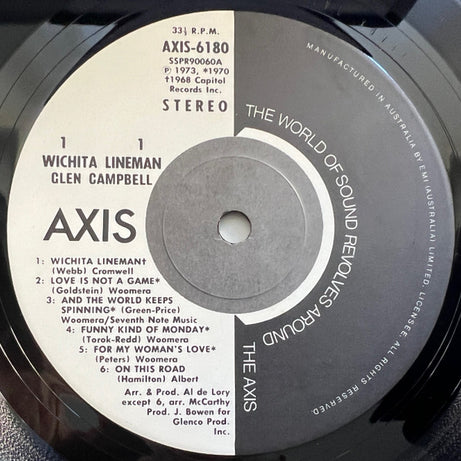 33⅓ R.P.M.
AXIS-6180
SSPR90060A
Ⓟ 1973, *1970
†1968 Capitol
Records Inc.
STEREO
1 1
WICHITA LINEMAN
GLEN CAMPBELL
AXIS
1: WICHITA LINEMAN†
(Webb) Cromwell
2: LOVE IS NOT A GAME*
(Goldstein) Woomera
3: AND THE WORLD KEEPS
SPINNING* (Green-Price)
Woomera/Seventh Note Music
4: FUNNY KIND OF MONDAY*
(Torok-Redd) Woomera
5: FOR MY WOMAN'S LOVE*
(Peters) Woomera
6: ON THIS ROAD
(Hamilton) Albert
Arr. & Prod. Al de Lory
except 6, arr. McCarthy
Prod. J. Bowen for
Glenco Prod.
Inc.
THE WORLD OF SOUND REVOLVES AROUND
THE AXIS
MANUFACTURED IN AUSTRALIA BY EMI (AUSTRALIA) LIMITED, LICENSEE, ALL RIGHTS RESERVED.